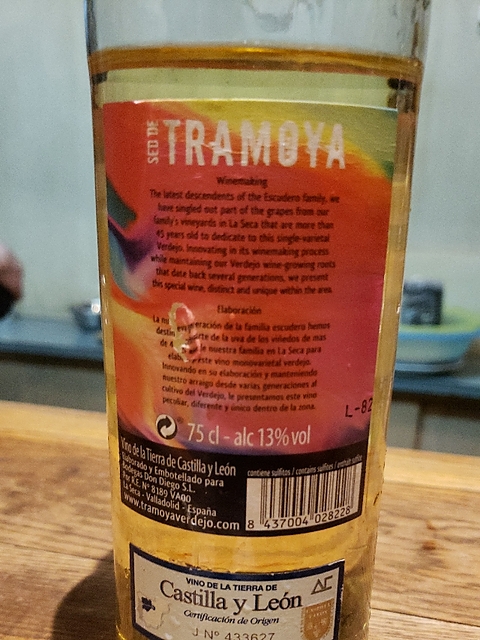 SED DE TRAMOYA
Winemaking
The latest descendents of the Escudero family, we
have singled out part of the grapes from our
family's vineyards in La Seca that are more than
45 years old to dedicate to this single-varietal
Verdejo. Innovating in its winemaking process
while maintaining our Verdejo wine-growing roots
that date back several generations, we present
this special wine, distinct and unique within the area.
Elaboración
La generación de la familia escudero hemos
parte de la uva de los viñedos de mas
de nuestra familia en La Seca para
este vino monovarietal verdejo.
Innovando en su elaboración y manteniendo
nuestro arraigo desde varias generaciones al
cultivo del Verdejo, le presentamos este vino
peculiar, diferente y único dentro de la zona.
L-82
75 cl - alc 13% vol
Vino de la Tierra de Castilla y León
Elaborado y Embotellado para
Bodegas Don Diego S.L.
Por R.E. Nº 8189 VA00
La Seca - Valladolid - España
www.tramoyaverdejo.com
contiene sulfitos / contains sulfites / enthält sulfite
8 437004 028228
VINO DE LA TIERRA DE
Castilla y León
Certificación de Origen
J Nº 433627